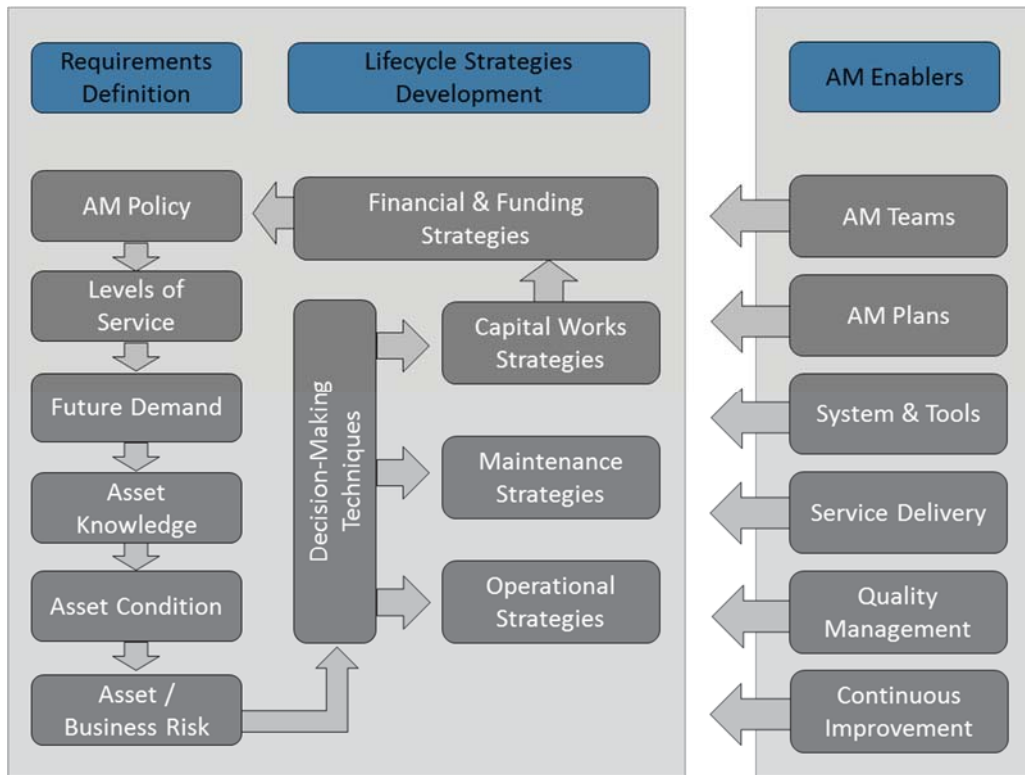 Requirements
Definition
Lifecycle Strategies
Development
AM Enablers
AM Policy
Levels of
Service
Future Demand
Asset
Knowledge
Asset Condition
Asset /
Business Risk
Decision-Making
Techniques
Financial & Funding
Strategies
Capital Works
Strategies
Maintenance
Strategies
Operational
Strategies
AM Teams
AM Plans
System & Tools
Service Delivery
Quality
Management
Continuous
Improvement